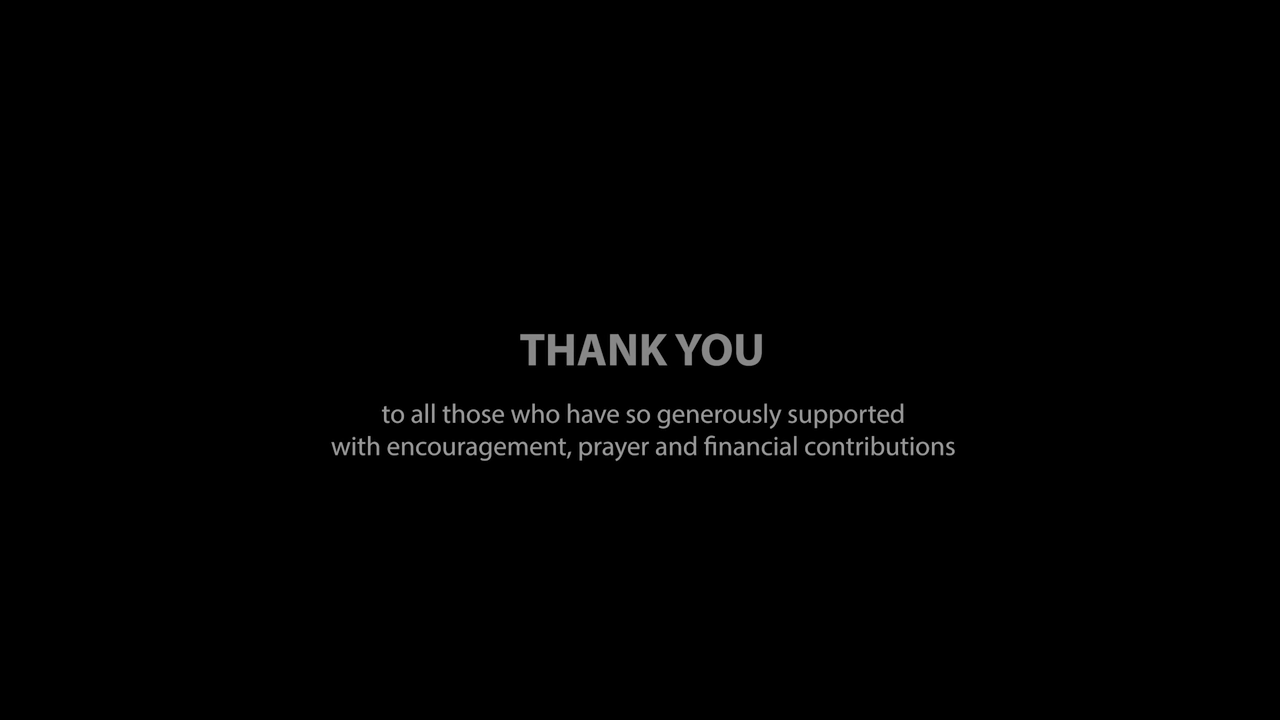 THANK YOU
to all those who have so generously supported
with encouragement, prayer and financial contributions